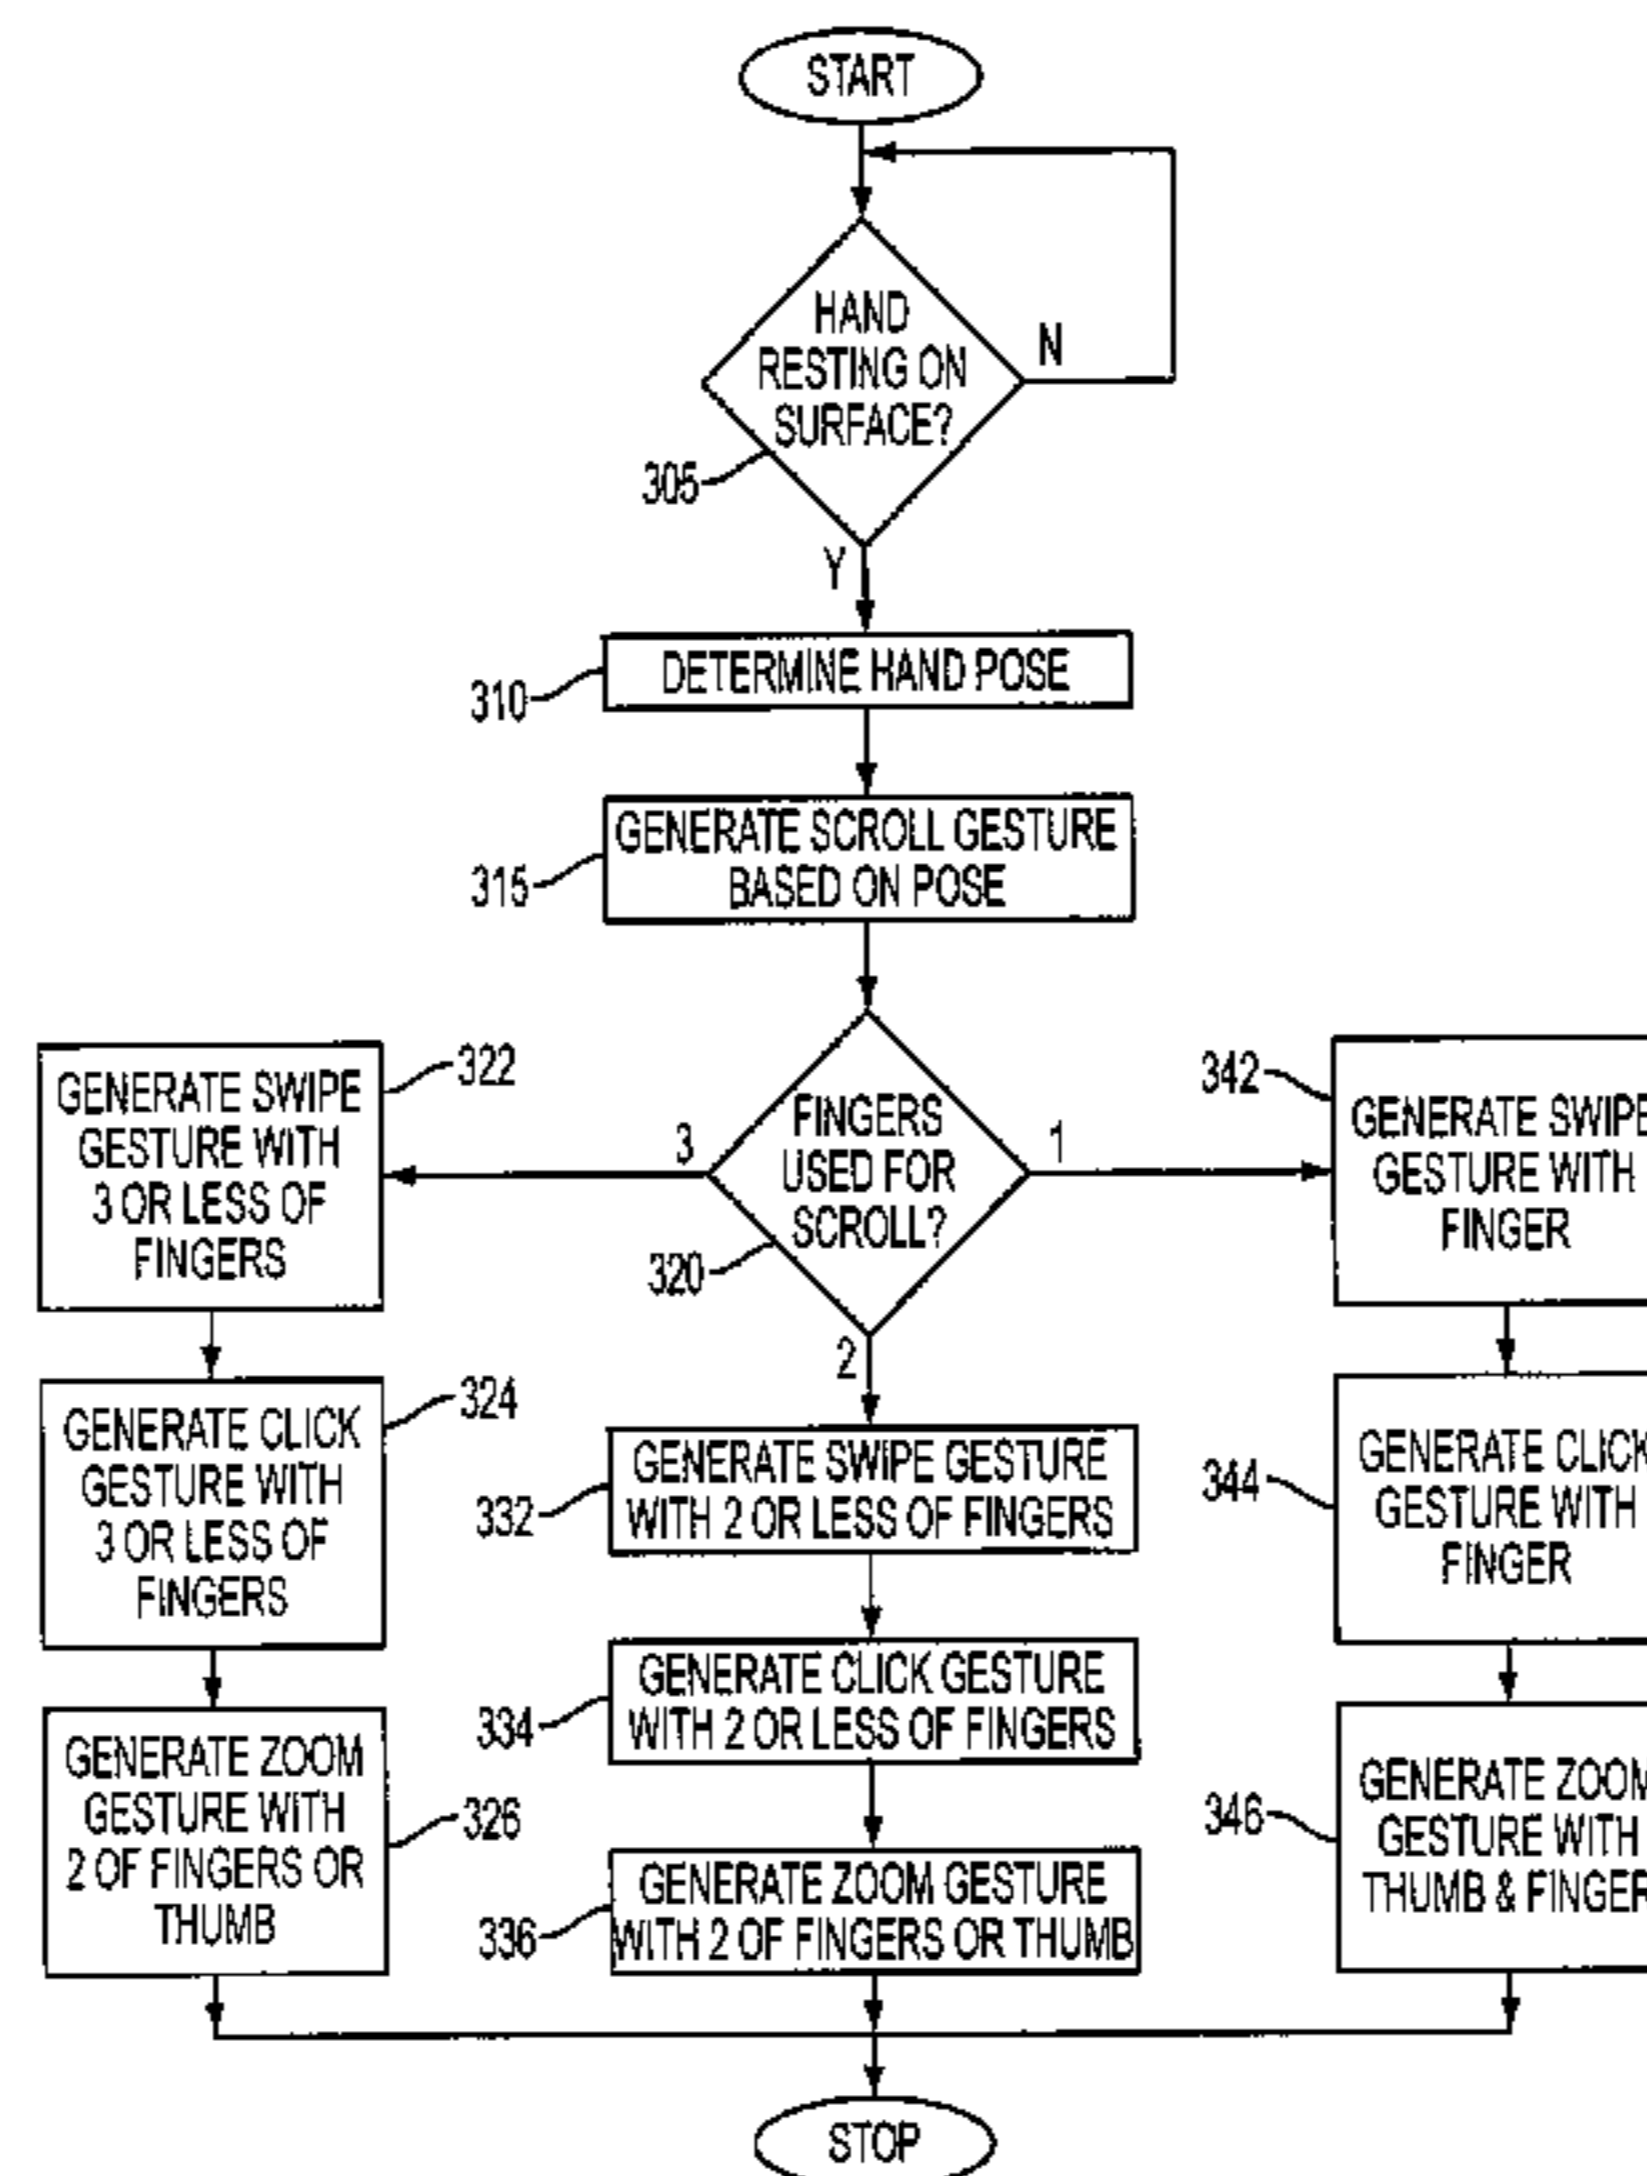 START
HAND
RESTING ON
SURFACE?
N
305
Y
DETERMINE HAND POSE
310
GENERATE SCROLL GESTURE
BASED ON POSE
315
FINGERS
USED FOR
SCROLL?
320
3
1
2
GENERATE SWIPE
GESTURE WITH
3 OR LESS OF
FINGERS
322
GENERATE CLICK
GESTURE WITH
3 OR LESS OF
FINGERS
324
GENERATE ZOOM
GESTURE WITH
2 OF FINGERS OR
THUMB
326
GENERATE SWIPE GESTURE
WITH 2 OR LESS OF FINGERS
332
GENERATE CLICK GESTURE
WITH 2 OR LESS OF FINGERS
334
GENERATE ZOOM GESTURE
WITH 2 OF FINGERS OR THUMB
336
342
GENERATE SWIPE
GESTURE WITH
FINGER
344
GENERATE CLICK
GESTURE WITH
FINGER
346
GENERATE ZOOM
GESTURE WITH
THUMB & FINGER
STOP